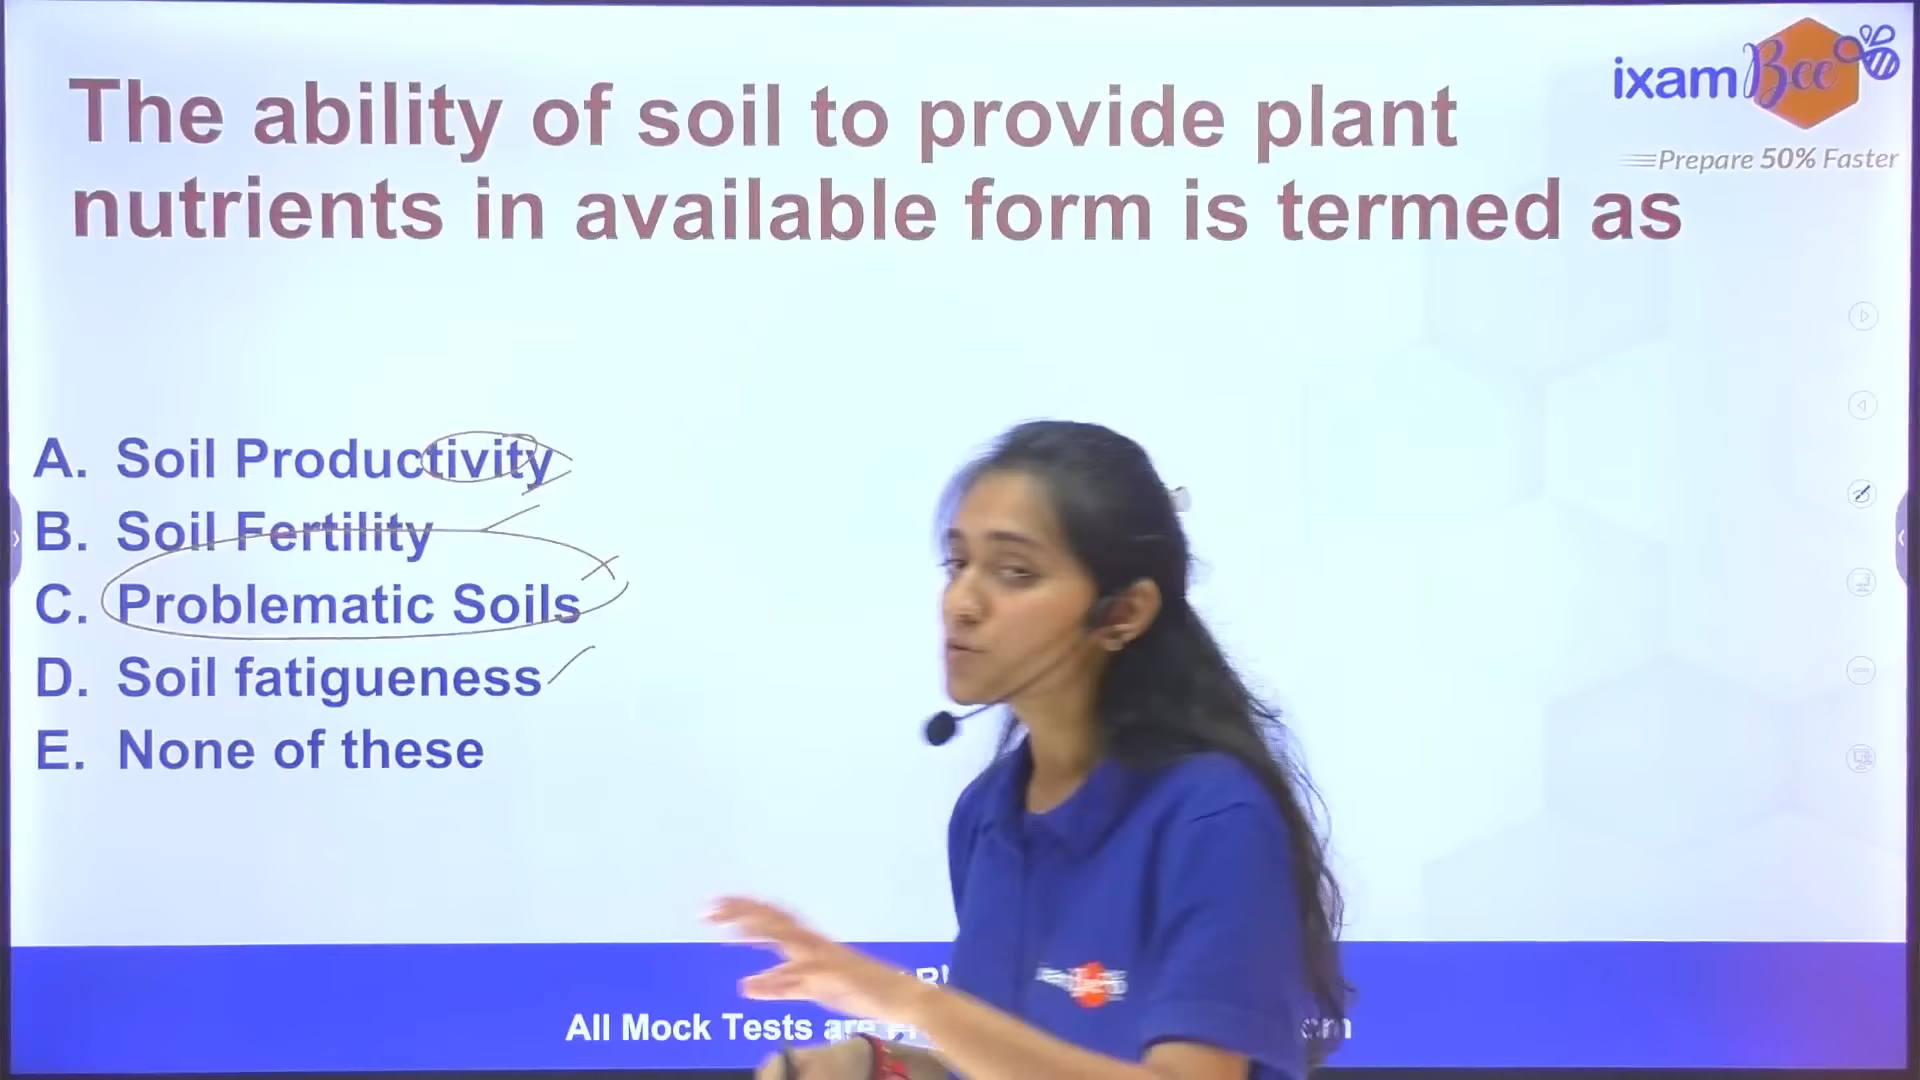 ixamBee
Prepare 50% Faster
The ability of soil to provide plant
nutrients in available form is termed as
A. Soil Productivity
B. Soil Fertility
C. Problematic Soils
D. Soil fatigueness
E. None of these
All Mock Tests are